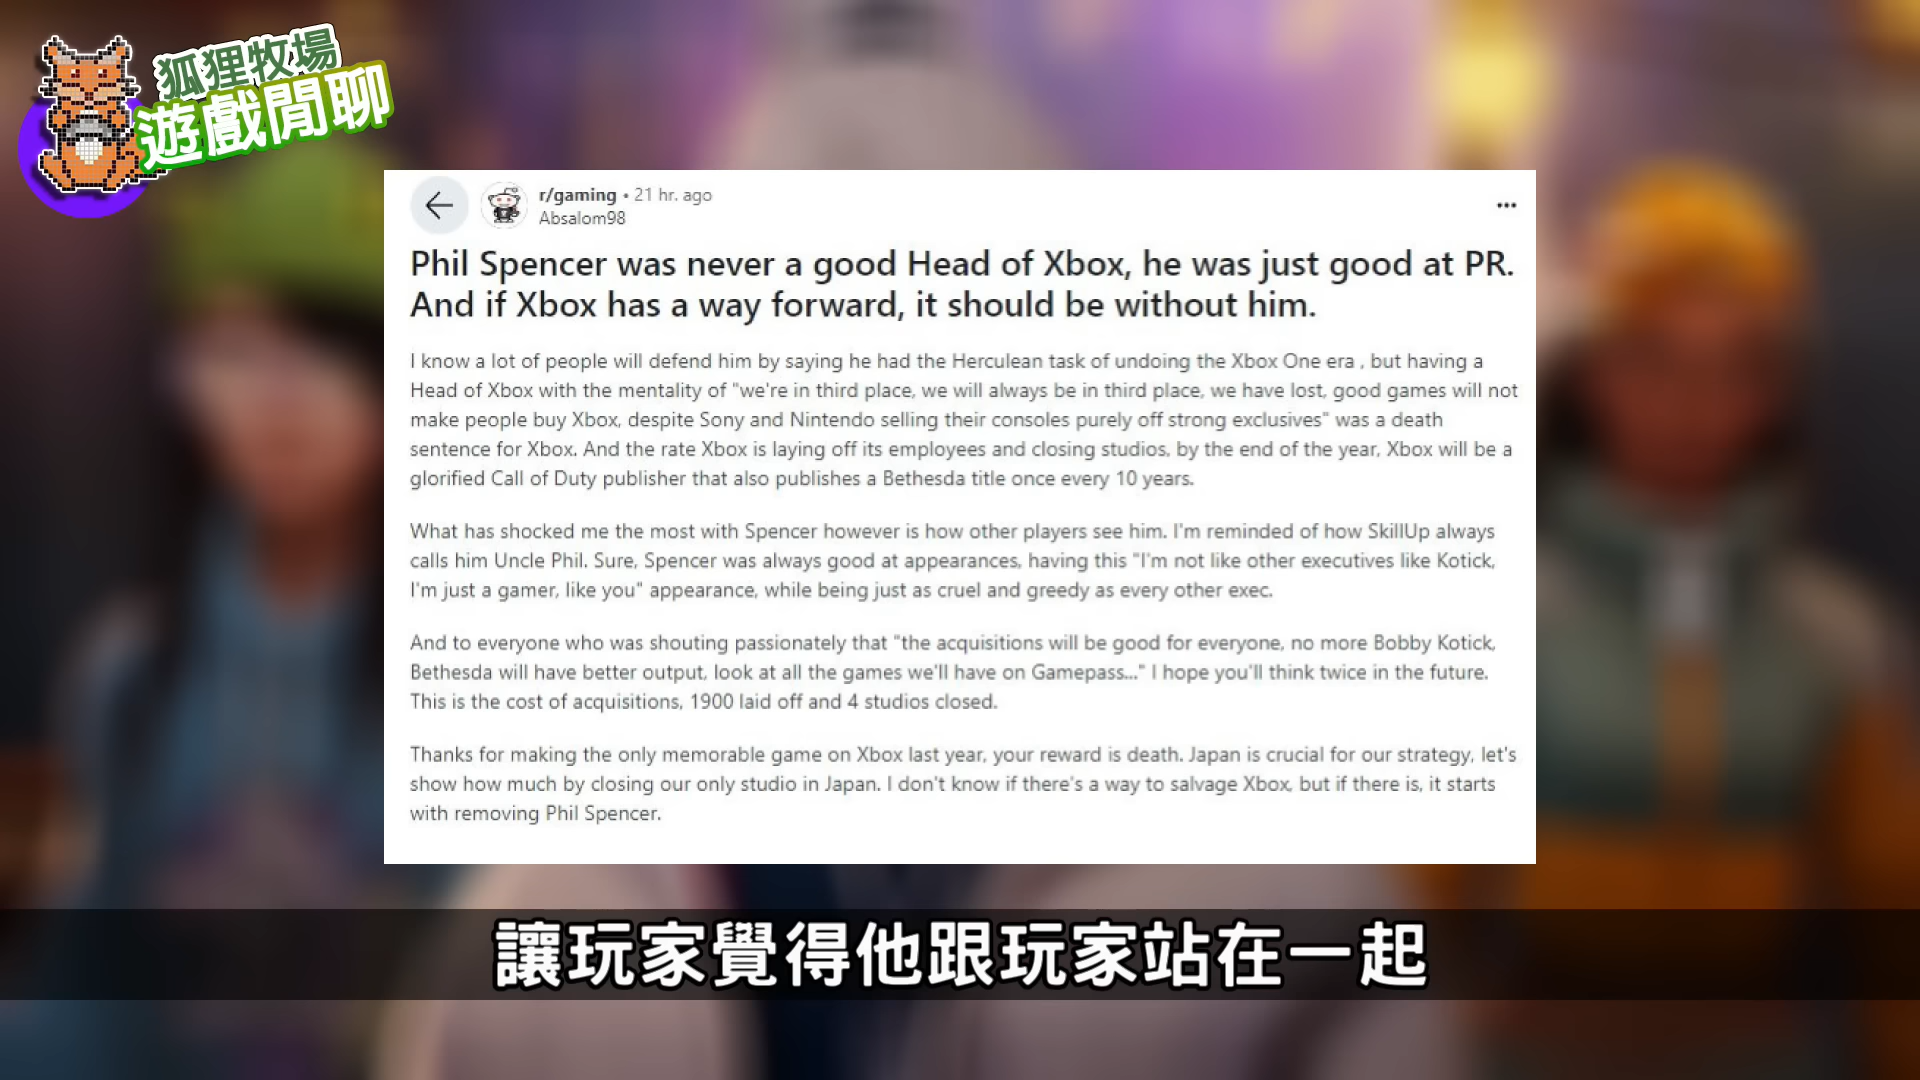 狐狸牧場
遊戲閒聊
r/gaming • 21 hr. ago
Absalom98
Phil Spencer was never a good Head of Xbox, he was just good at PR.
And if Xbox has a way forward, it should be without him.
I know a lot of people will defend him by saying he had the Herculean task of undoing the Xbox One era , but having a
Head of Xbox with the mentality of "we're in third place, we will always be in third place, we have lost, good games will not
make people buy Xbox, despite Sony and Nintendo selling their consoles purely off strong exclusives" was a death
sentence for Xbox. And the rate Xbox is laying off its employees and closing studios, by the end of the year, Xbox will be a
glorified Call of Duty publisher that also publishes a Bethesda title once every 10 years.
What has shocked me the most with Spencer however is how other players see him. I'm reminded of how SkillUp always
calls him Uncle Phil. Sure, Spencer was always good at appearances, having this "I'm not like other executives like Kotick,
I'm just a gamer, like you" appearance, while being just as cruel and greedy as every other exec.
And to everyone who was shouting passionately that "the acquisitions will be good for everyone, no more Bobby Kotick,
Bethesda will have better output, look at all the games we'll have on Gamepass..." I hope you'll think twice in the future.
This is the cost of acquisitions, 1900 laid off and 4 studios closed.
Thanks for making the only memorable game on Xbox last year, your reward is death. Japan is crucial for our strategy, let's
show how much by closing our only studio in Japan. I don't know if there's a way to salvage Xbox, but if there is, it starts
with removing Phil Spencer.
讓玩家覺得他跟玩家站在一起